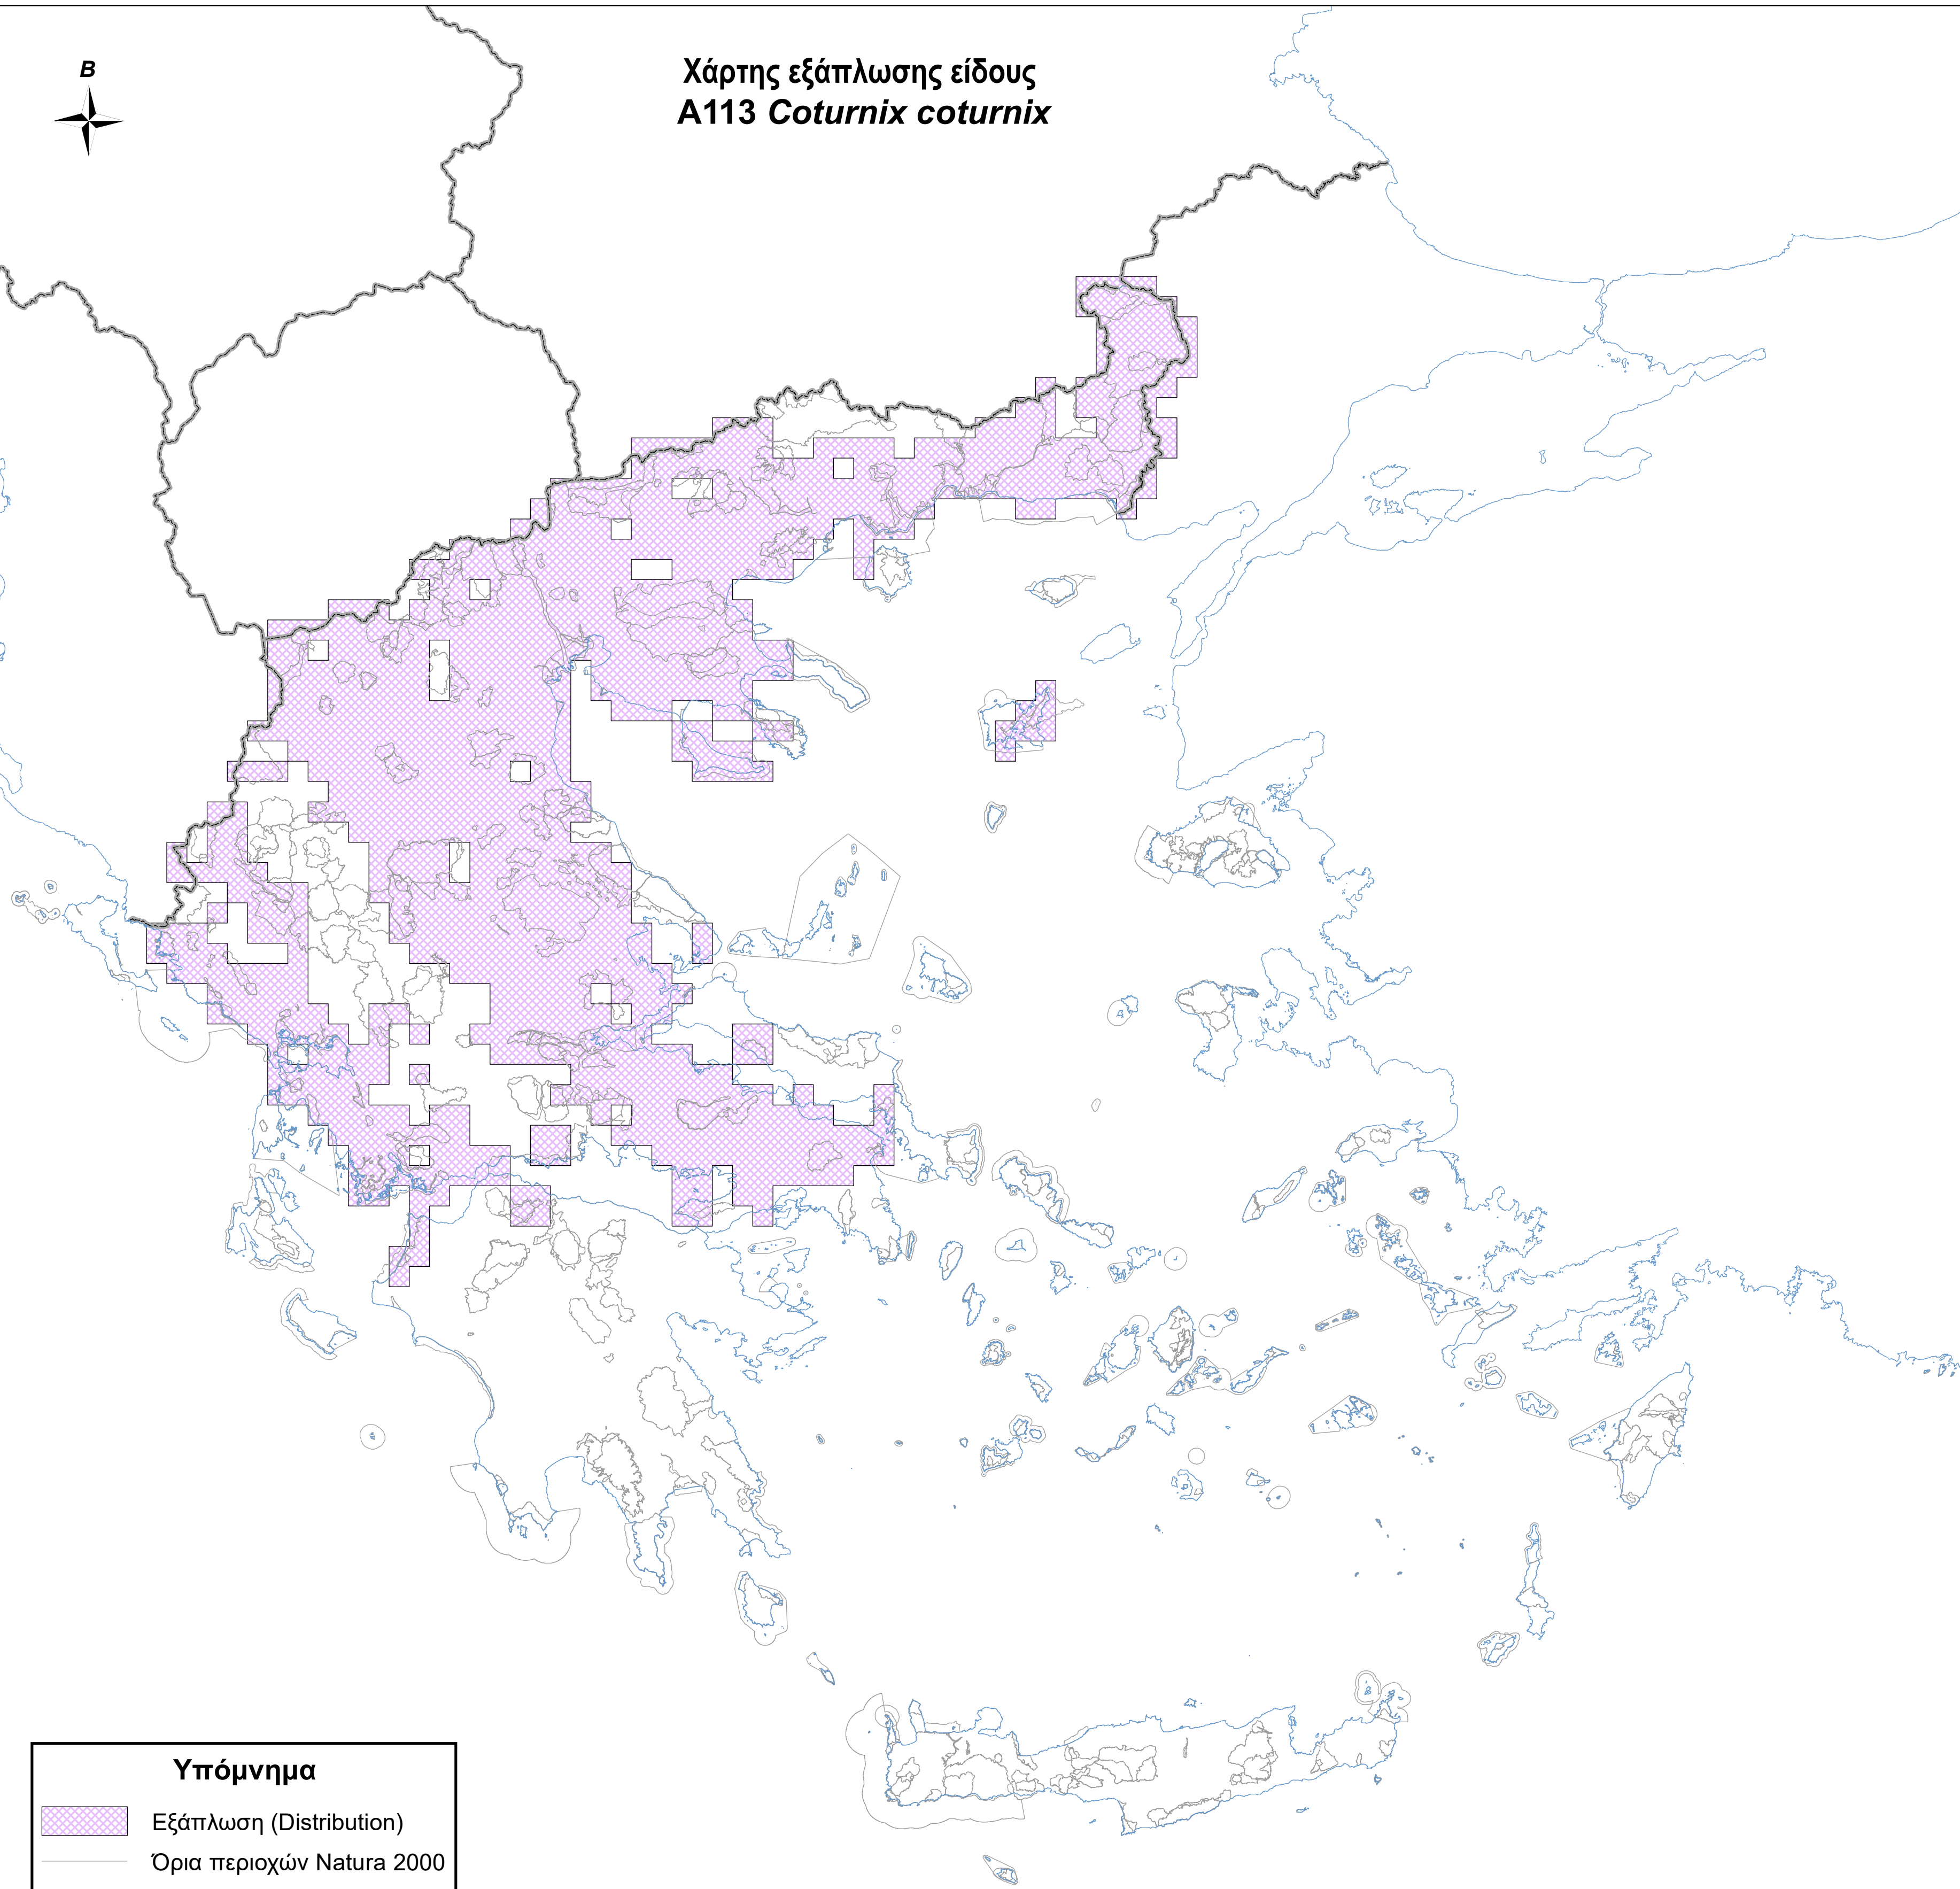 Β
Χάρτης εξάπλωσης είδους
A113 Coturnix coturnix
Υπόμνημα
Εξάπλωση (Distribution)
Όρια περιοχών Natura 2000